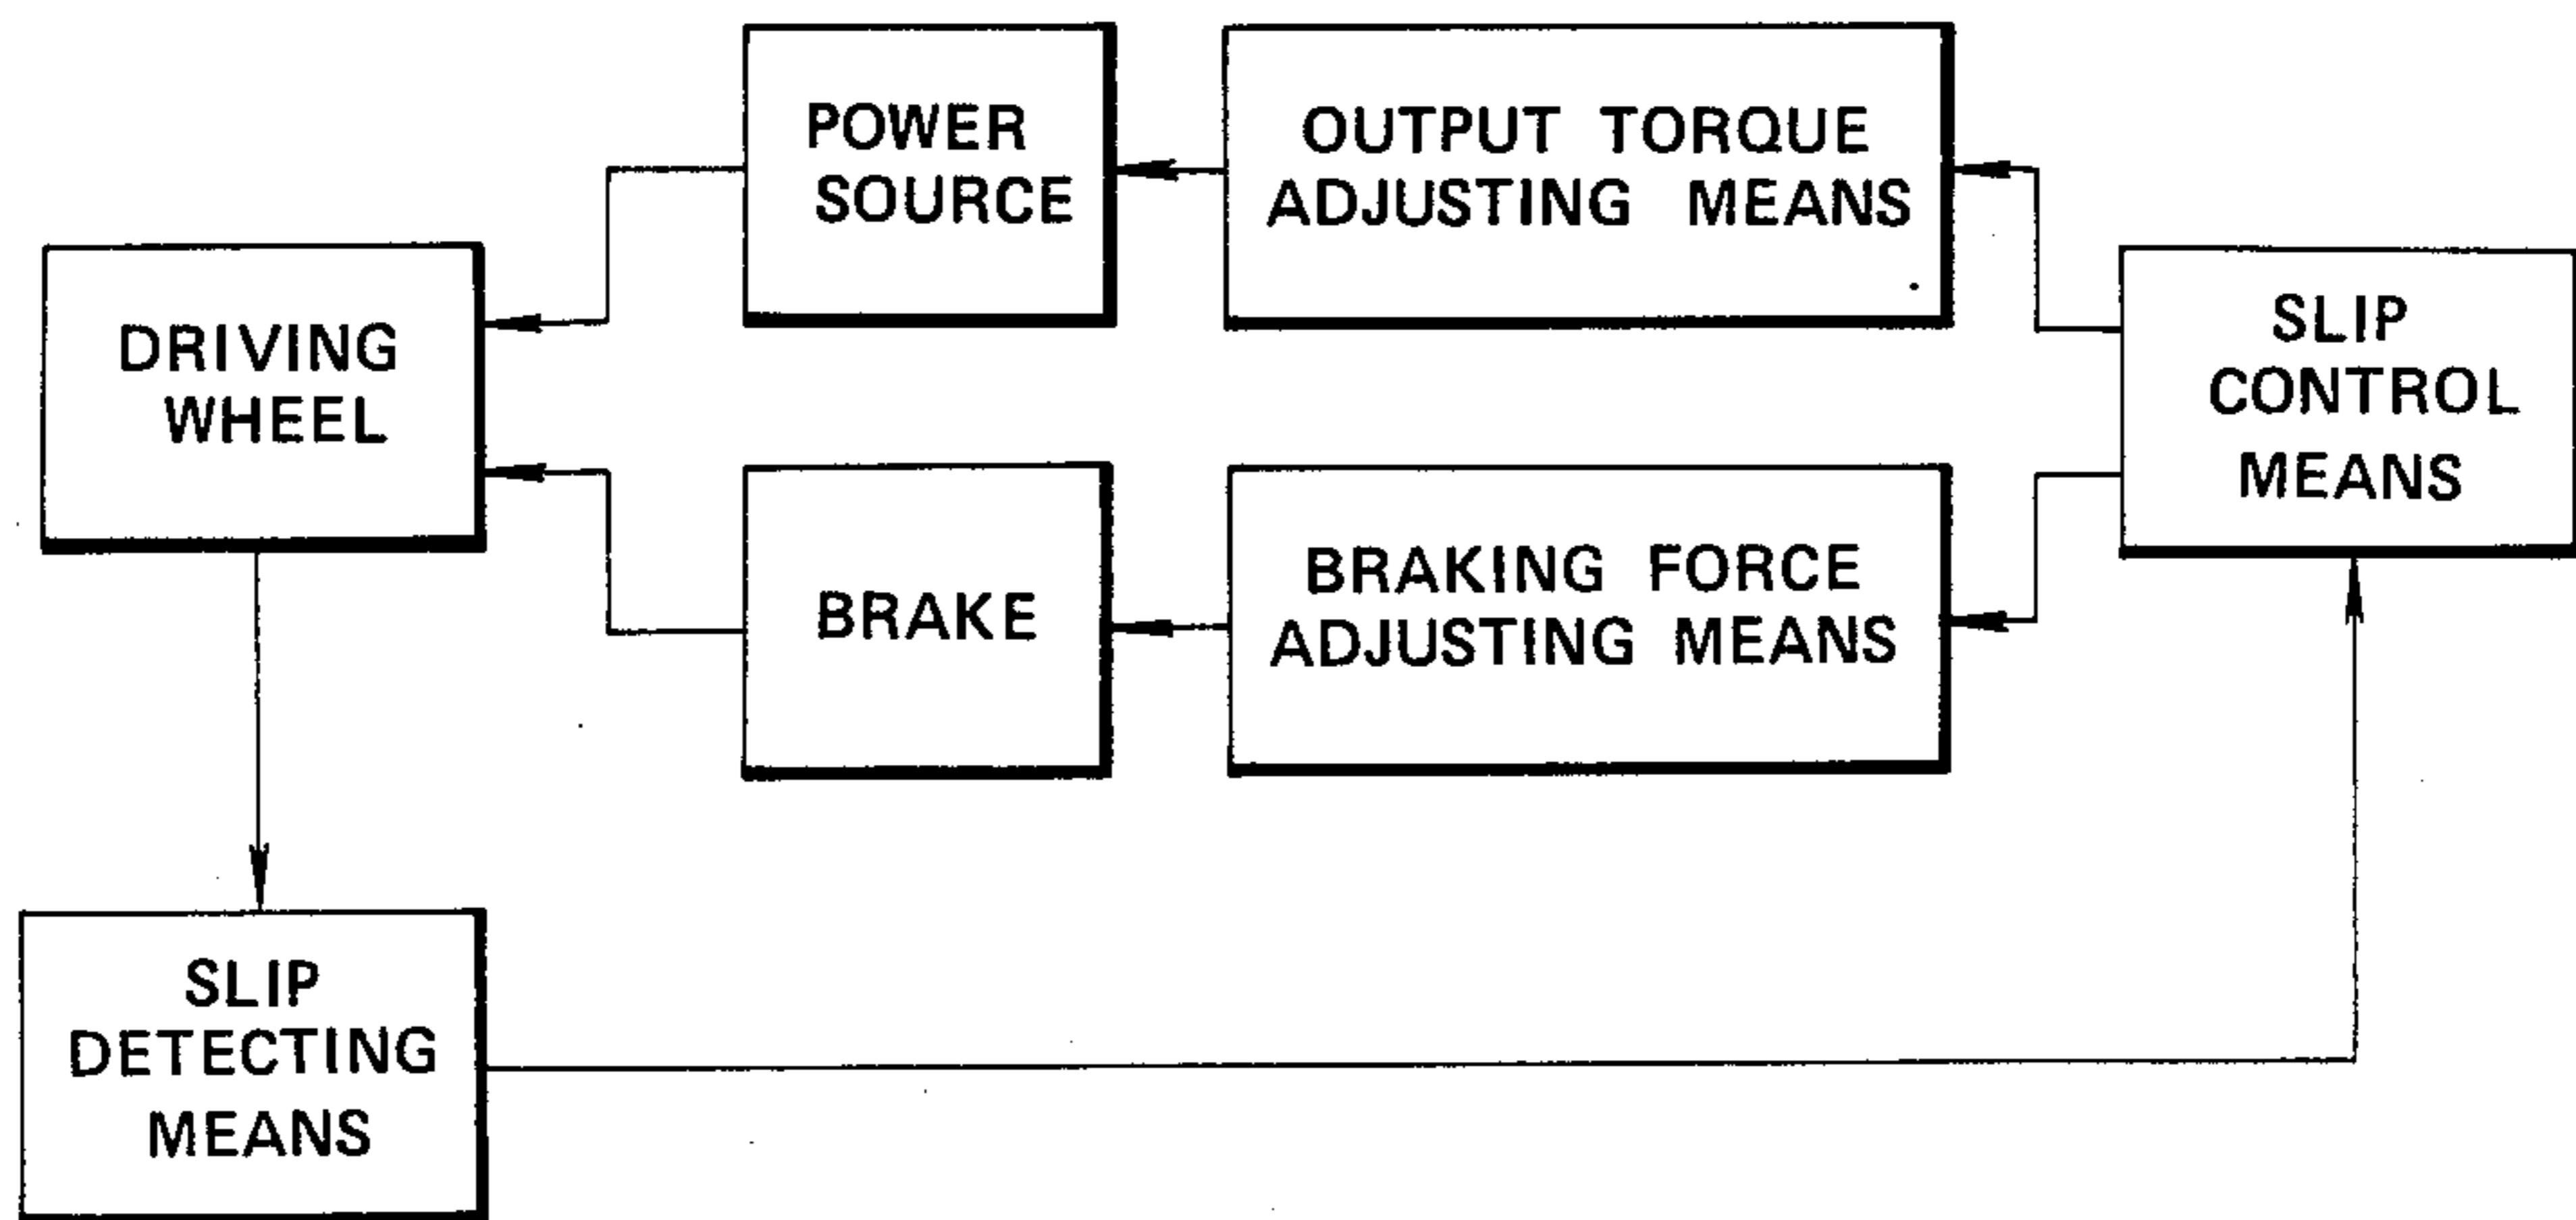 POWER
SOURCE
OUTPUT TORQUE
ADJUSTING MEANS
DRIVING
WHEEL
SLIP
CONTROL
MEANS
BRAKE
BRAKING FORCE
ADJUSTING MEANS
SLIP
DETECTING
MEANS